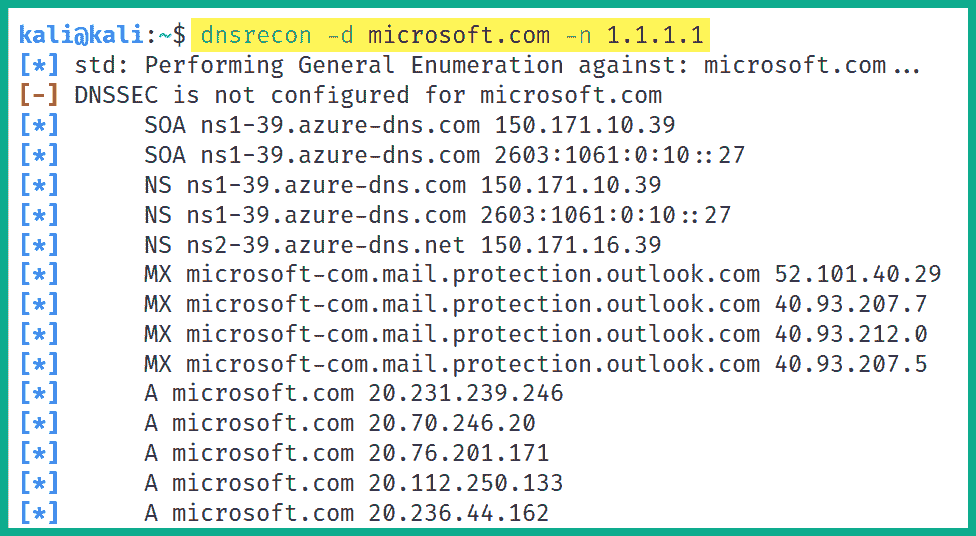 kali@kali:~$ dnsrecon -d microsoft.com -n 1.1.1.1
[*] std: Performing General Enumeration against: microsoft.com...
[-] DNSSEC is not configured for microsoft.com
[*] SOA ns1-39.azure-dns.com 150.171.10.39
[*] SOA ns1-39.azure-dns.com 2603:1061:0:10::27
[*] NS ns1-39.azure-dns.com 150.171.10.39
[*] NS ns1-39.azure-dns.com 2603:1061:0:10::27
[*] NS ns2-39.azure-dns.net 150.171.16.39
[*] MX microsoft-com.mail.protection.outlook.com 52.101.40.29
[*] MX microsoft-com.mail.protection.outlook.com 40.93.207.7
[*] MX microsoft-com.mail.protection.outlook.com 40.93.212.0
[*] MX microsoft-com.mail.protection.outlook.com 40.93.207.5
[*] A microsoft.com 20.231.239.246
[*] A microsoft.com 20.70.246.20
[*] A microsoft.com 20.76.201.171
[*] A microsoft.com 20.112.250.133
[*] A microsoft.com 20.236.44.162